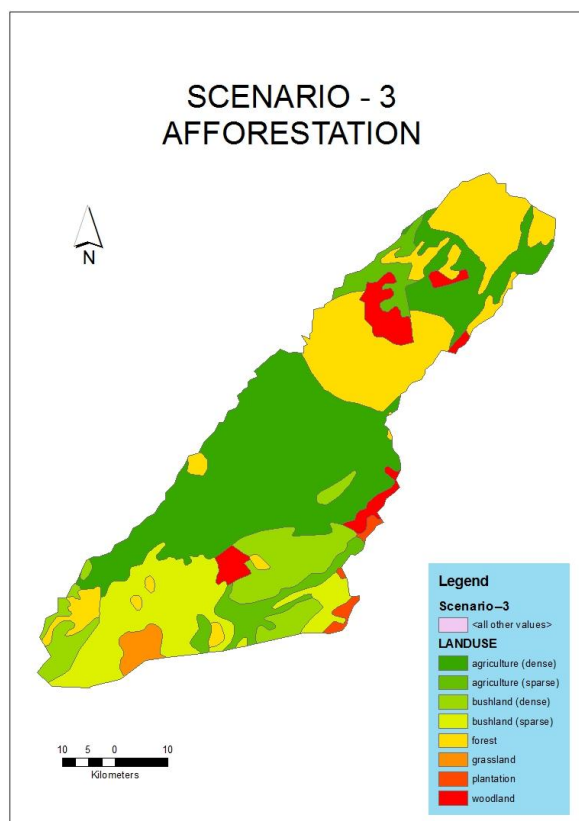 SCENARIO - 3
AFFORESTATION
N
Legend
Scenario--3
<all other values>
LANDUSE
agriculture (dense)
agriculture (sparse)
bushland (dense)
bushland (sparse)
forest
grassland
plantation
woodland
10 5 0 10
Kilometers